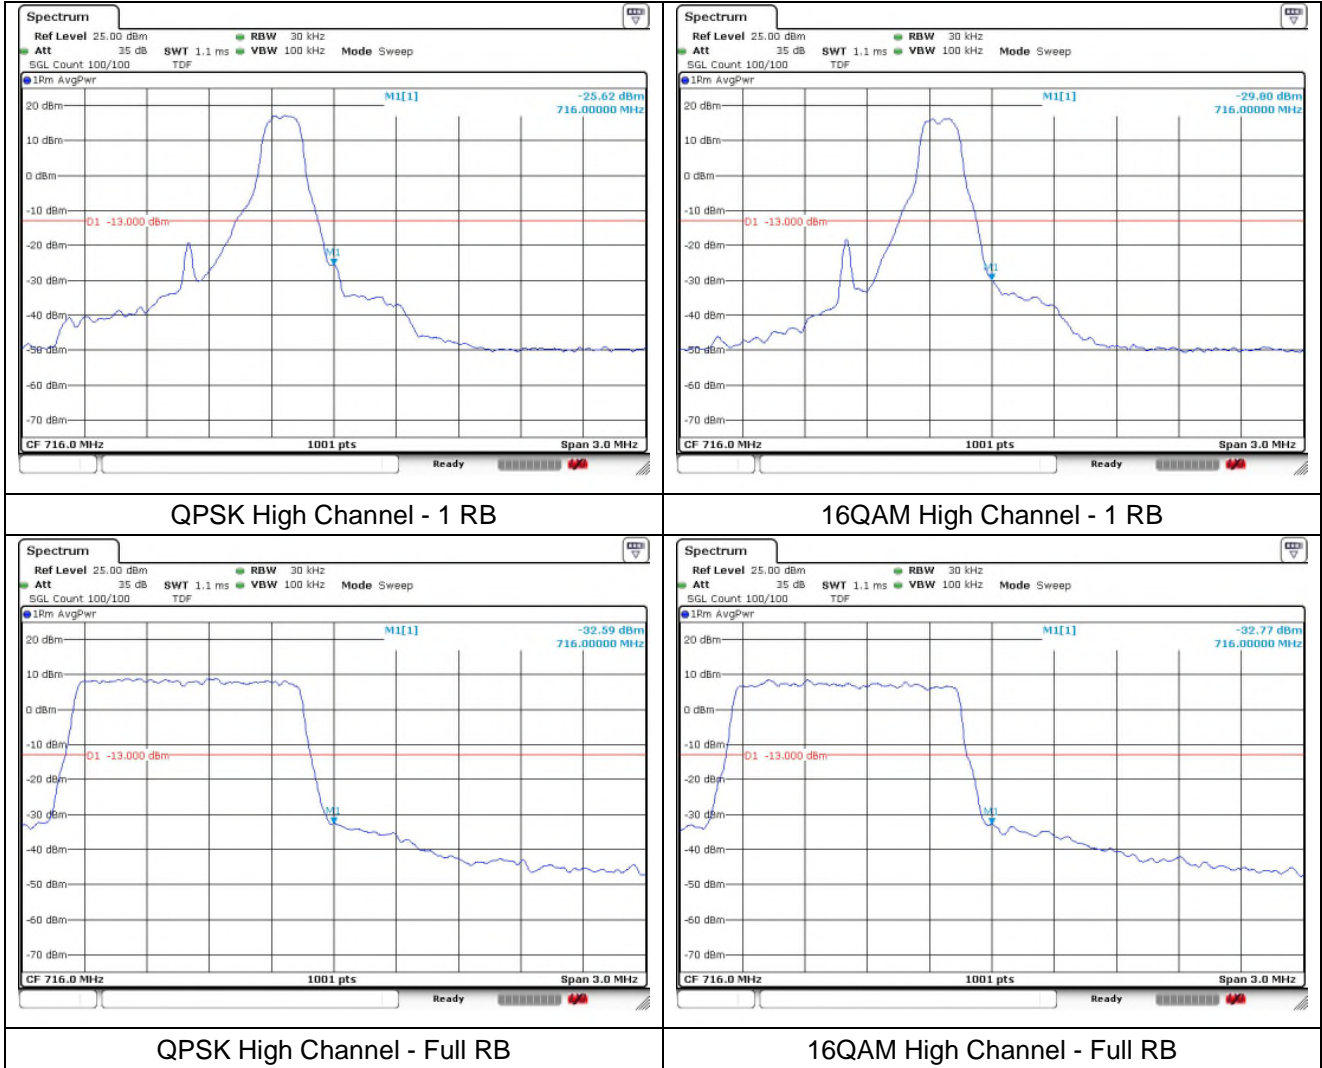 Spectrum
Ref Level 25.00 dBm RBW 30 kHz
Att 35 dB SWT 1.1 ms VBW 100 kHz Mode Sweep
SGL Count 100/100 TDF
1Rm AvgPwr
M1[1] -25.62 dBm
716.00000 MHz
20 dBm
10 dBm
0 dBm
-10 dBm
D1 -13.000 dBm
-20 dBm
M1
-30 dBm
-40 dBm
-50 dBm
-60 dBm
-70 dBm
CF 716.0 MHz 1001 pts Span 3.0 MHz
Ready
QPSK High Channel - 1 RB
Spectrum
Ref Level 25.00 dBm RBW 30 kHz
Att 35 dB SWT 1.1 ms VBW 100 kHz Mode Sweep
SGL Count 100/100 TDF
1Rm AvgPwr
M1[1] -29.80 dBm
716.00000 MHz
20 dBm
10 dBm
0 dBm
-10 dBm
D1 -13.000 dBm
-20 dBm
M1
-30 dBm
-40 dBm
-50 dBm
-60 dBm
-70 dBm
CF 716.0 MHz 1001 pts Span 3.0 MHz
Ready
16QAM High Channel - 1 RB
Spectrum
Ref Level 25.00 dBm RBW 30 kHz
Att 35 dB SWT 1.1 ms VBW 100 kHz Mode Sweep
SGL Count 100/100 TDF
1Rm AvgPwr
M1[1] -32.59 dBm
716.00000 MHz
20 dBm
10 dBm
0 dBm
-10 dBm
D1 -13.000 dBm
-20 dBm
-30 dBm
M1
-40 dBm
-50 dBm
-60 dBm
-70 dBm
CF 716.0 MHz 1001 pts Span 3.0 MHz
Ready
QPSK High Channel - Full RB
Spectrum
Ref Level 25.00 dBm RBW 30 kHz
Att 35 dB SWT 1.1 ms VBW 100 kHz Mode Sweep
SGL Count 100/100 TDF
1Rm AvgPwr
M1[1] -32.77 dBm
716.00000 MHz
20 dBm
10 dBm
0 dBm
-10 dBm
D1 -13.000 dBm
-20 dBm
-30 dBm
M1
-40 dBm
-50 dBm
-60 dBm
-70 dBm
CF 716.0 MHz 1001 pts Span 3.0 MHz
Ready
16QAM High Channel - Full RB